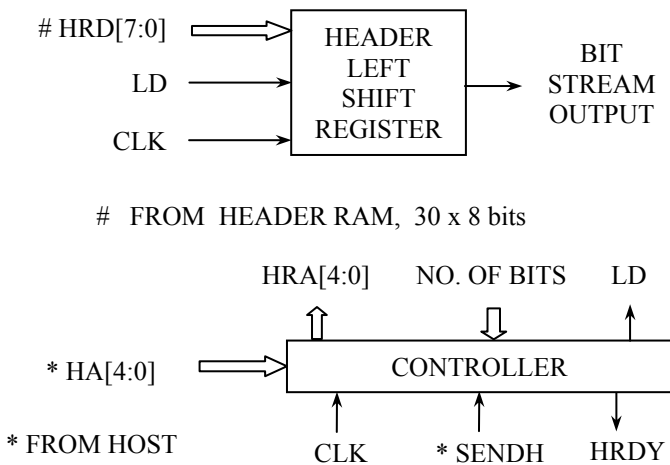 # HRD[7:0]
LD
CLK
HEADER
LEFT
SHIFT
REGISTER
BIT
STREAM
OUTPUT
# FROM HEADER RAM, 30 x 8 bits
HRA[4:0] NO. OF BITS LD
* HA[4:0]
CONTROLLER
* FROM HOST
CLK * SENDH HRDY